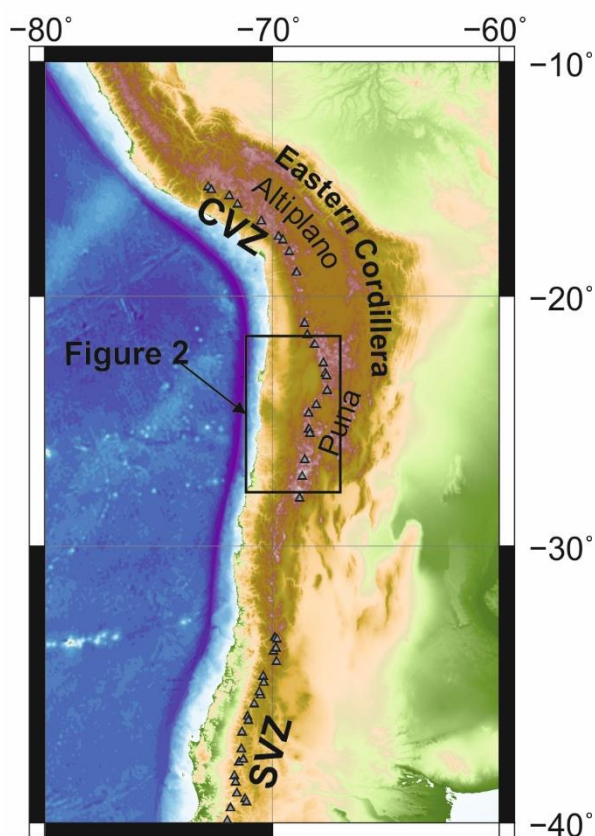 −80° −70° −60°
−10°
Eastern Cordillera
Altiplano
CVZ
−20°
Figure 2
Puna
−30°
SVZ
−40°